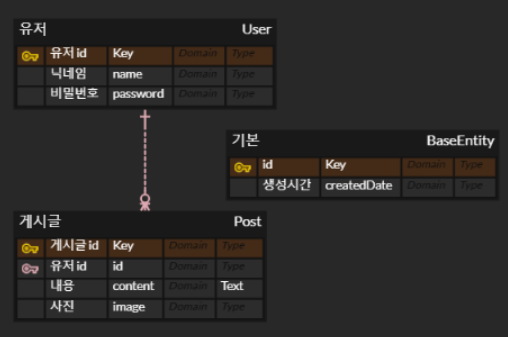 유저 User
유저 id Key Domain Type
닉네임 name Domain Type
비밀번호 password Domain Type
기본 BaseEntity
id Key Domain Type
생성시간 createdDate Domain Type
게시글 Post
게시글 id Key Domain Type
유저 id id Domain Type
내용 content Domain Text
사진 image Domain Type